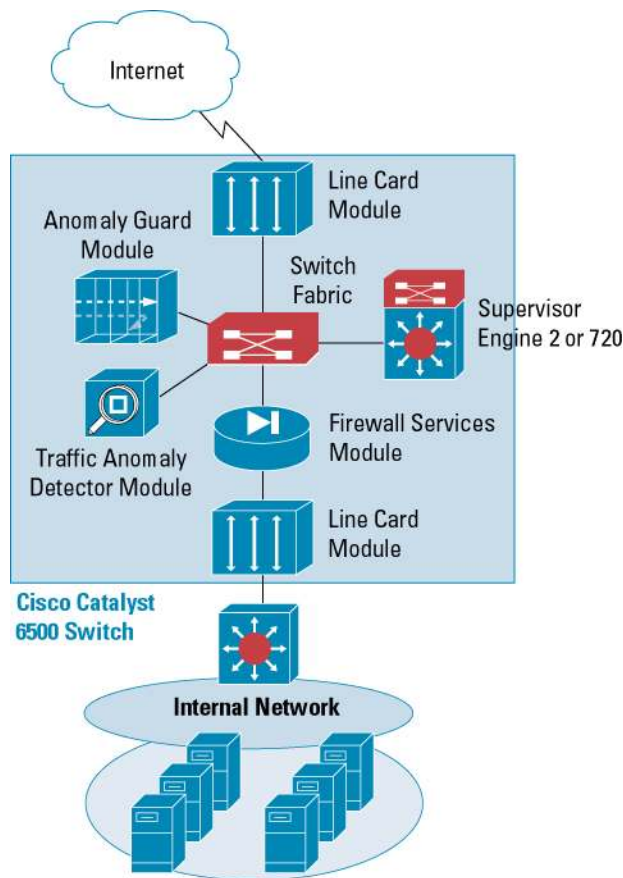 Internet
Line Card
Module
Anomaly Guard
Module
Switch
Fabric
Supervisor
Engine 2 or 720
Firewall Services
Module
Traffic Anomaly
Detector Module
Line Card
Module
Cisco Catalyst
6500 Switch
Internal Network